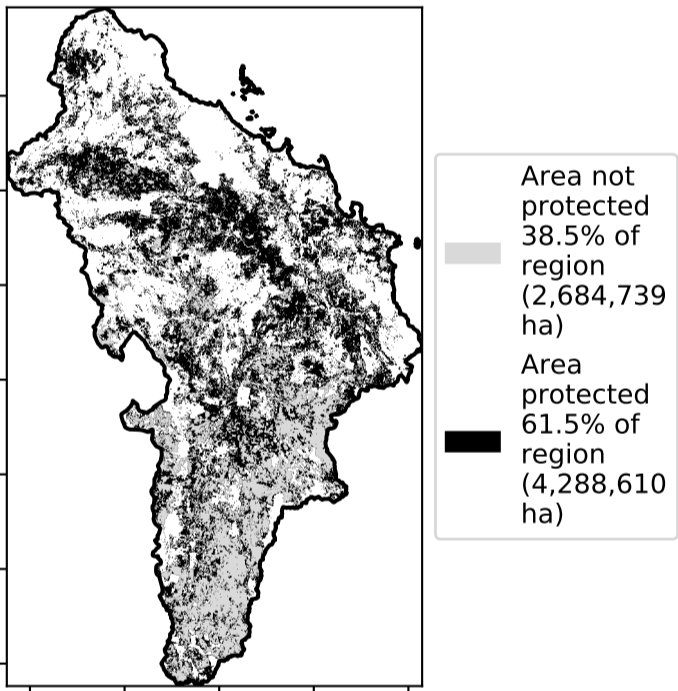 Area not
protected
38.5% of
region
(2,684,739
ha)
Area
protected
61.5% of
region
(4,288,610
ha)